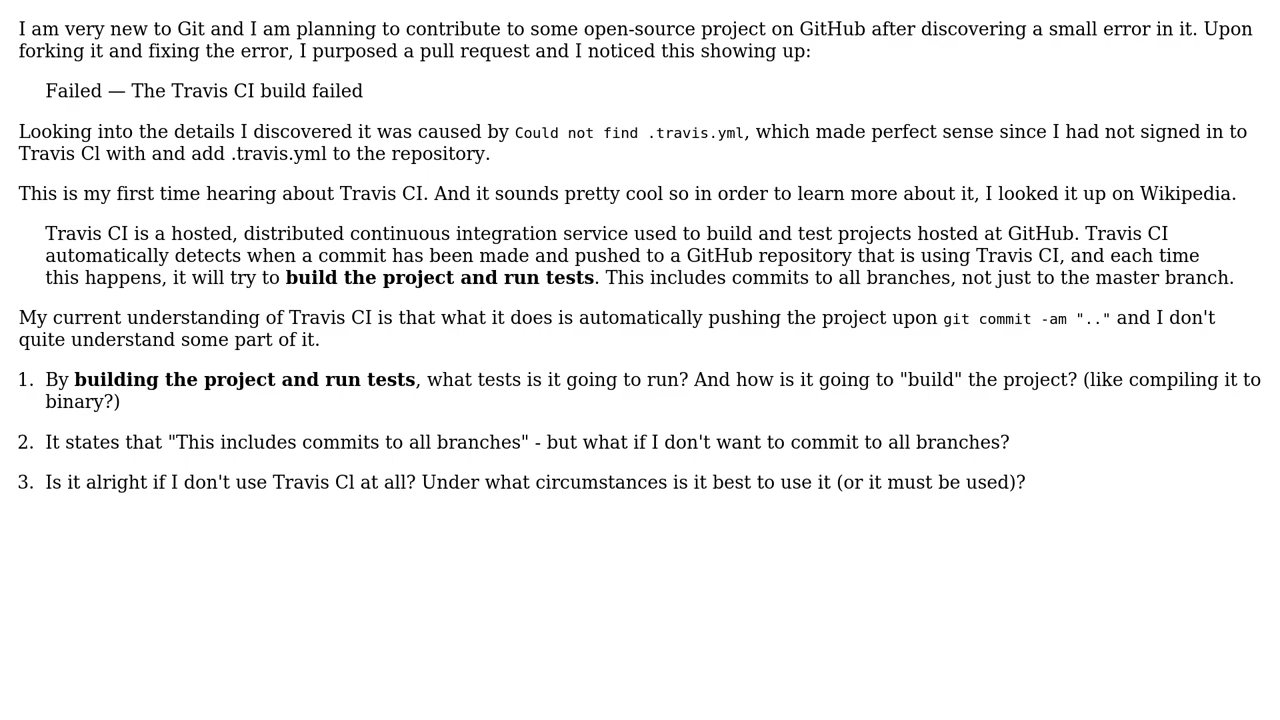 I am very new to Git and I am planning to contribute to some open-source project on GitHub after discovering a small error in it. Upon
forking it and fixing the error, I purposed a pull request and I noticed this showing up:
Failed — The Travis CI build failed
Looking into the details I discovered it was caused by Could not find .travis.yml, which made perfect sense since I had not signed in to
Travis Cl with and add .travis.yml to the repository.
This is my first time hearing about Travis CI. And it sounds pretty cool so in order to learn more about it, I looked it up on Wikipedia.
Travis CI is a hosted, distributed continuous integration service used to build and test projects hosted at GitHub. Travis CI
automatically detects when a commit has been made and pushed to a GitHub repository that is using Travis CI, and each time
this happens, it will try to build the project and run tests. This includes commits to all branches, not just to the master branch.
My current understanding of Travis CI is that what it does is automatically pushing the project upon git commit -am ".." and I don't
quite understand some part of it.
1. By building the project and run tests, what tests is it going to run? And how is it going to "build" the project? (like compiling it to
binary?)
2. It states that "This includes commits to all branches" - but what if I don't want to commit to all branches?
3. Is it alright if I don't use Travis Cl at all? Under what circumstances is it best to use it (or it must be used)?